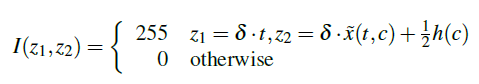 I(z₁,z₂) = { 255 z₁ = δ·t, z₂ = δ·x̃(t,c) + ½h(c)
0 otherwise